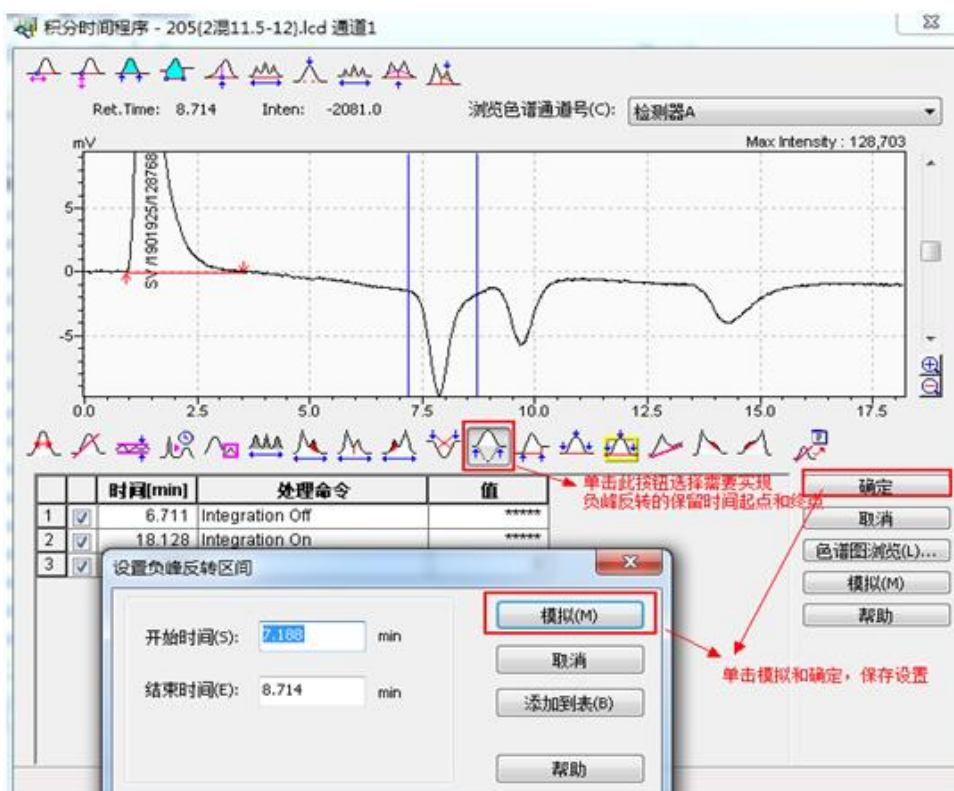 积分时间程序 - 205(2混11.5-12).lcd 通道1
Ret.Time: 8.714 Inten: -2081.0 浏览色谱通道号(C): 检测器A
mV Max Intensity : 128,703
SV /1901925/128768
5
0
-5
0.0 2.5 5.0 7.5 10.0 12.5 15.0 17.5
单击此按钮选择需要实现
负峰反转的保留时间起点和终点
时间[min] 处理命令 值
1 6.711 Integration Off *****
2 18.128 Integration On *****
3
确定
取消
色谱图浏览(L)...
模拟(M)
帮助
设置负峰反转区间
开始时间(S): 7.188 min
结束时间(E): 8.714 min
模拟(M)
取消
添加到表(B)
帮助
单击模拟和确定，保存设置